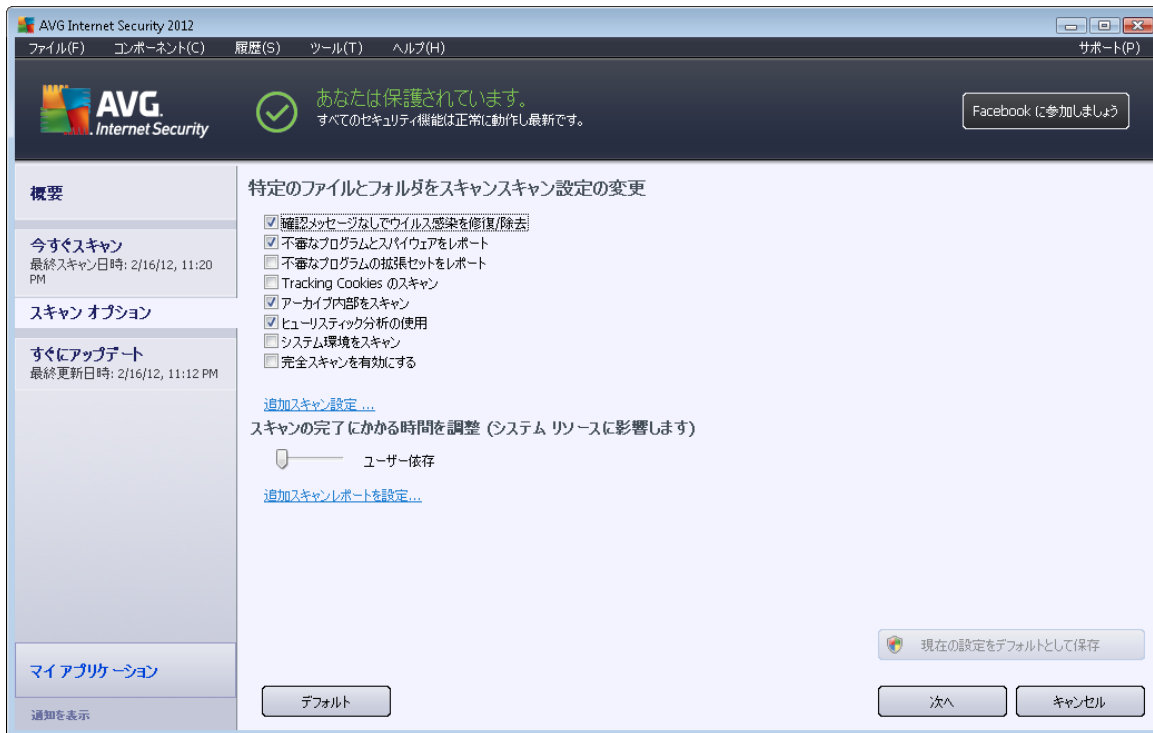 AVG Internet Security 2012
ファイル(F) コンポーネント(C) 履歴(S) ツール(T) ヘルプ(H) サポート(P)
AVG.
Internet Security
あなたは保護されています。
すべてのセキュリティ機能は正常に動作し最新です。
Facebook に参加しましょう
概要
今すぐスキャン
最終スキャン日時: 2/16/12, 11:20
PM
スキャン オプション
すぐにアップデート
最終更新日時: 2/16/12, 11:12 PM
マイ アプリケーション
通知を表示
特定のファイルとフォルダをスキャンスキャン設定の変更
確認メッセージなしでウイルス感染を修復/除去
不審なプログラムとスパイウェアをレポート
不審なプログラムの拡張セットをレポート
Tracking Cookies のスキャン
アーカイブ内部をスキャン
ヒューリスティック分析の使用
システム環境をスキャン
完全スキャンを有効にする
追加スキャン設定 ...
スキャンの完了にかかる時間を調整 (システム リソースに影響します)
ユーザー依存
追加スキャンレポートを設定...
現在の設定をデフォルトとして保存
デフォルト
次へ
キャンセル